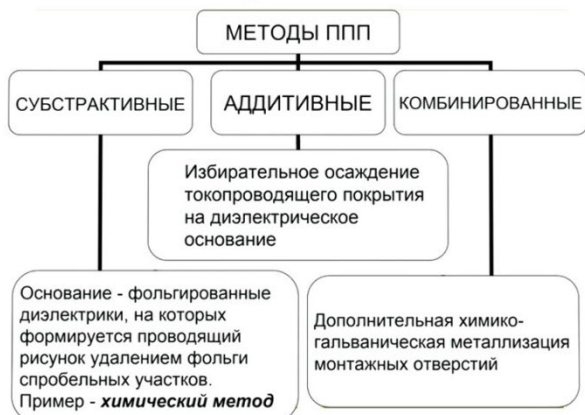 МЕТОДЫ ППП
СУБСТРАКТИВНЫЕ
АДДИТИВНЫЕ
КОМБИНИРОВАННЫЕ
Избирательное осаждение
токопроводящего покрытия
на диэлектрическое
основание
Основание - фольгированные
диэлектрики, на которых
формируется проводящий
рисунок удалением фольги
спробельных участков.
Пример - химический метод
Дополнительная химико-
гальваническая металлизация
монтажных отверстий